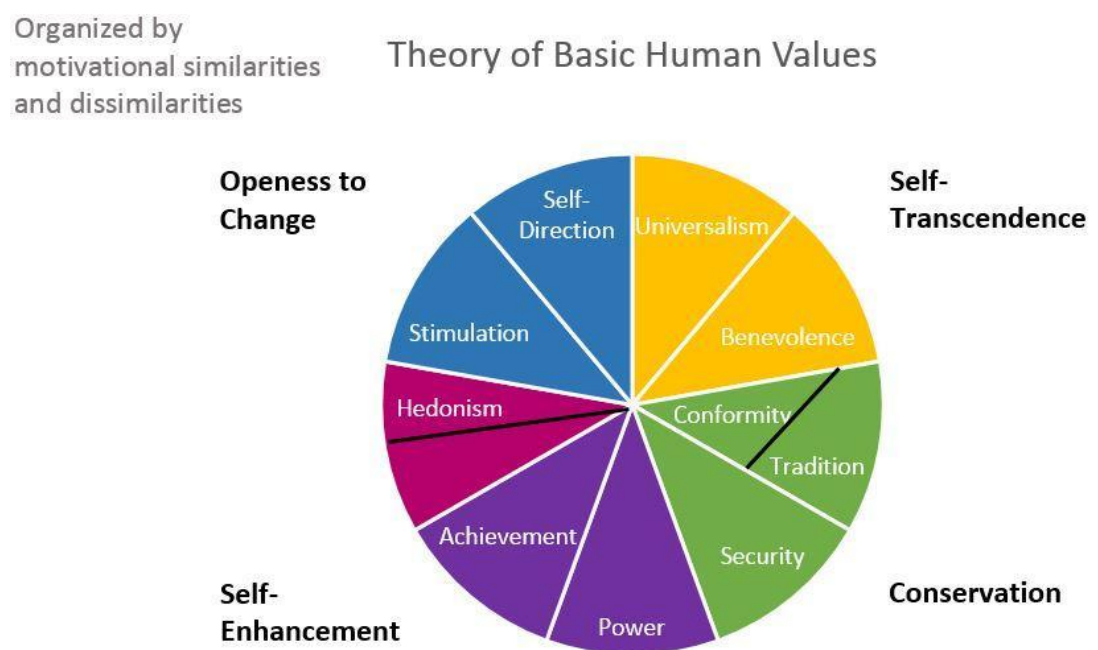 Organized by
motivational similarities
and dissimilarities
Theory of Basic Human Values
Openess to
Change
Self-
Transcendence
Self-
Direction
Universalism
Stimulation
Benevolence
Hedonism
Conformity
Tradition
Achievement
Security
Power
Self-
Enhancement
Conservation